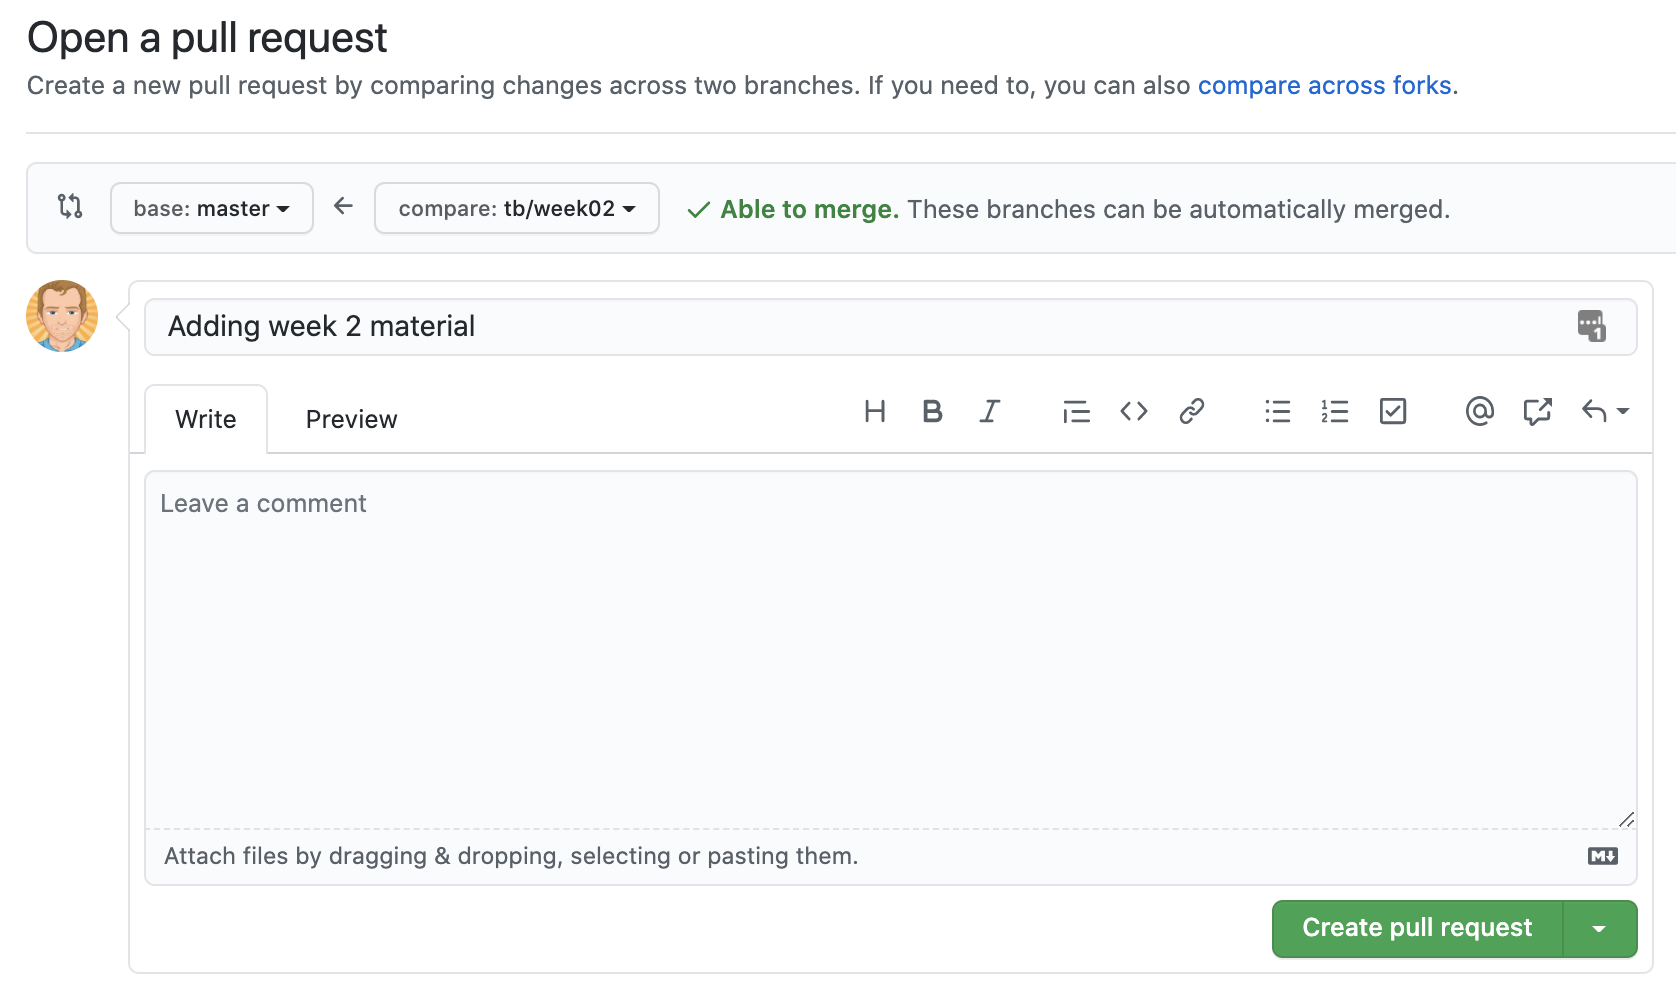 Open a pull request
Create a new pull request by comparing changes across two branches. If you need to, you can also compare across forks.
base: master
compare: tb/week02
Able to merge. These branches can be automatically merged.
Adding week 2 material
1
Write Preview
H B I
Leave a comment
Attach files by dragging & dropping, selecting or pasting them.
M
Create pull request